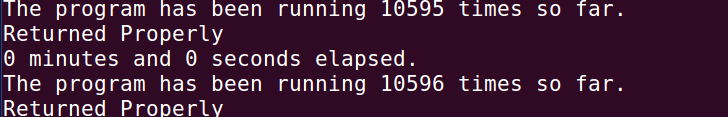 The program has been running 10595 times so far.
Returned Properly
0 minutes and 0 seconds elapsed.
The program has been running 10596 times so far.
Returned Properly